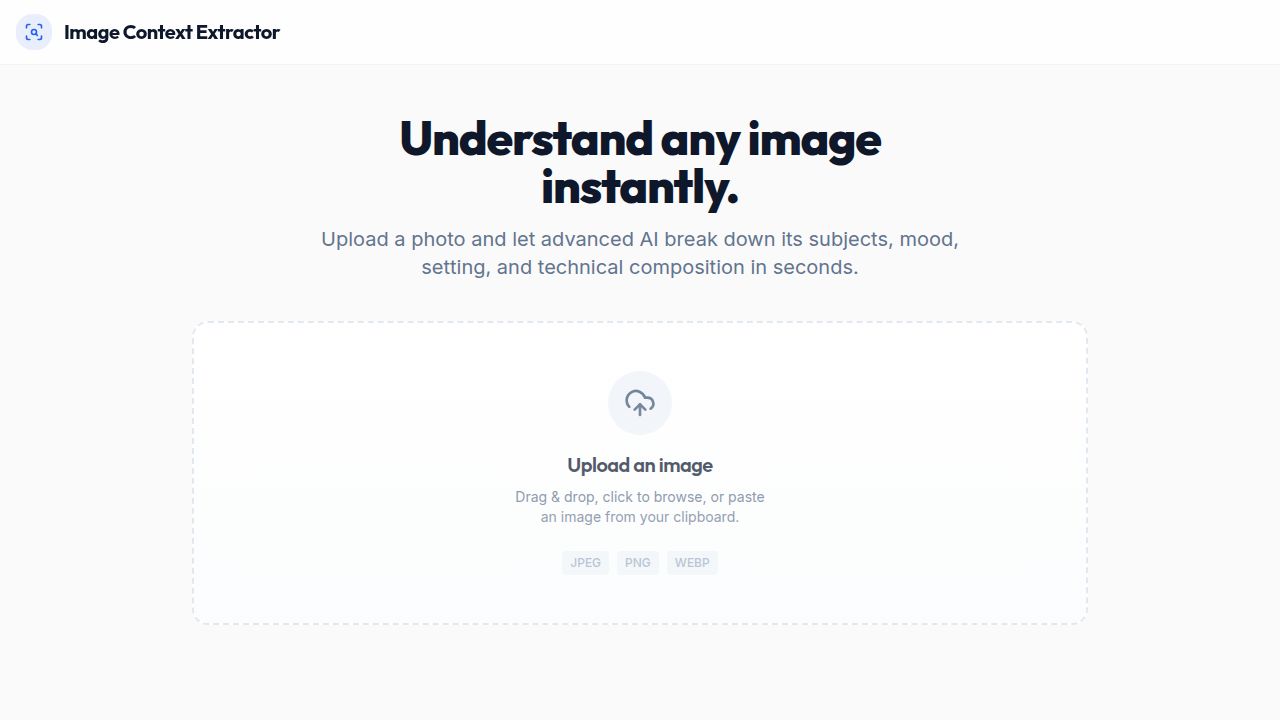 Image Context Extractor
Understand any image
instantly.
Upload a photo and let advanced AI break down its subjects, mood,
setting, and technical composition in seconds.
Upload an image
Drag & drop, click to browse, or paste
an image from your clipboard.
JPEG PNG WEBP